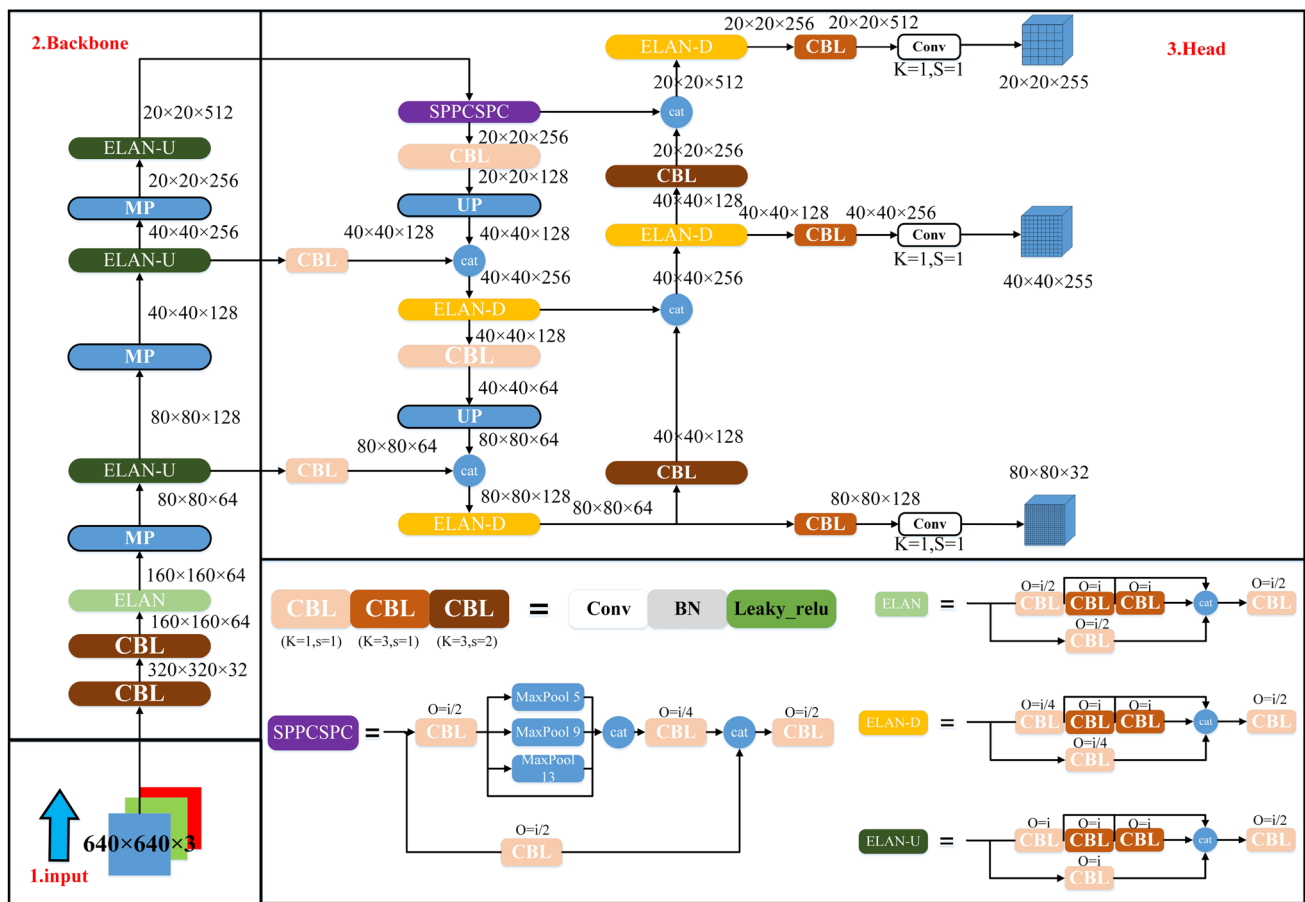 2.Backbone
20×20×512
ELAN-U
20×20×256
MP
40×40×256
ELAN-U
40×40×128
MP
80×80×128
ELAN-U
80×80×64
MP
160×160×64
ELAN
160×160×64
CBL
320×320×32
CBL
640×640×3
1.input
3.Head
SPPCSPC
20×20×256
CBL
20×20×128
UP
40×40×128
CBL
40×40×128
cat
40×40×256
ELAN-D
40×40×128
CBL
40×40×64
UP
80×80×64
CBL
80×80×64
cat
80×80×128
ELAN-D
80×80×64
ELAN-D
20×20×256
CBL
20×20×512
Conv
K=1,S=1
20×20×255
20×20×512
cat
20×20×256
CBL
40×40×128
ELAN-D
40×40×128
CBL
40×40×256
Conv
K=1,S=1
40×40×255
40×40×256
cat
40×40×128
CBL
CBL
80×80×128
Conv
K=1,S=1
80×80×32
CBL CBL CBL = Conv BN Leaky_relu
(K=1,s=1) (K=3,s=1) (K=3,s=2)
SPPCSPC =
O=i/2
CBL
MaxPool 5
MaxPool 9
MaxPool
13
cat
O=i/4
CBL
cat
O=i/2
CBL
O=i/2
CBL
ELAN =
O=i/2 O=i O=i O=i/2
CBL CBL CBL cat CBL
O=i/2
CBL
ELAN-D =
O=i/4 O=i O=i O=i/2
CBL CBL CBL cat CBL
O=i/4
CBL
ELAN-U =
O=i O=i O=i O=i/2
CBL CBL CBL cat CBL
O=i
CBL